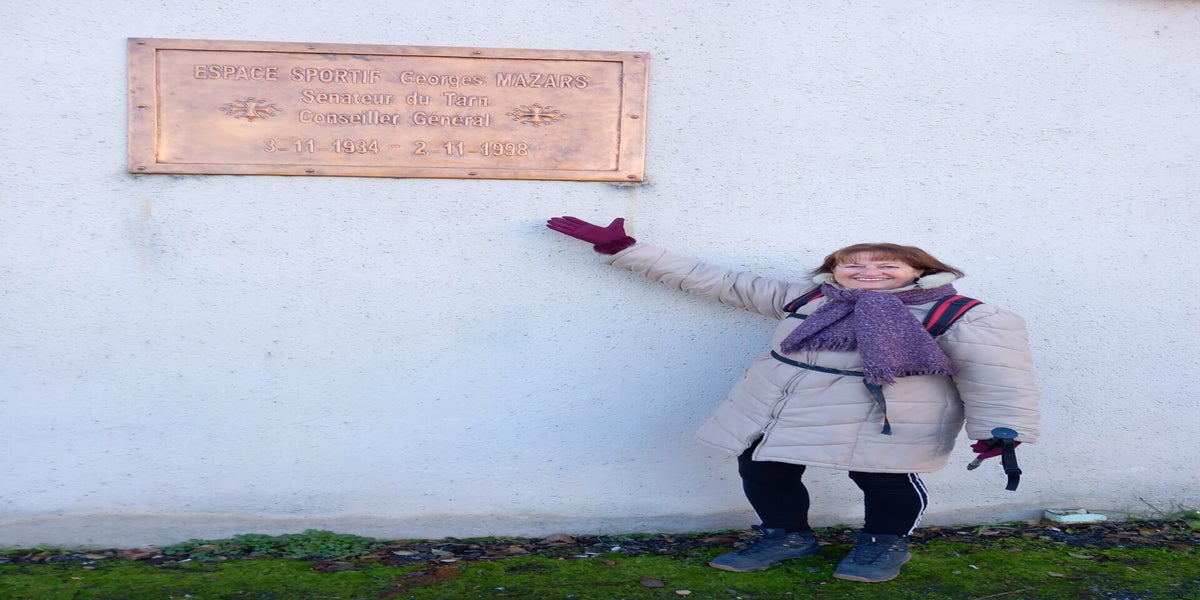 ESPACE SPORTIF Georges MAZARS
Sénateur du Tarn
Conseiller Général
3-11-1934 - 2-11-1998